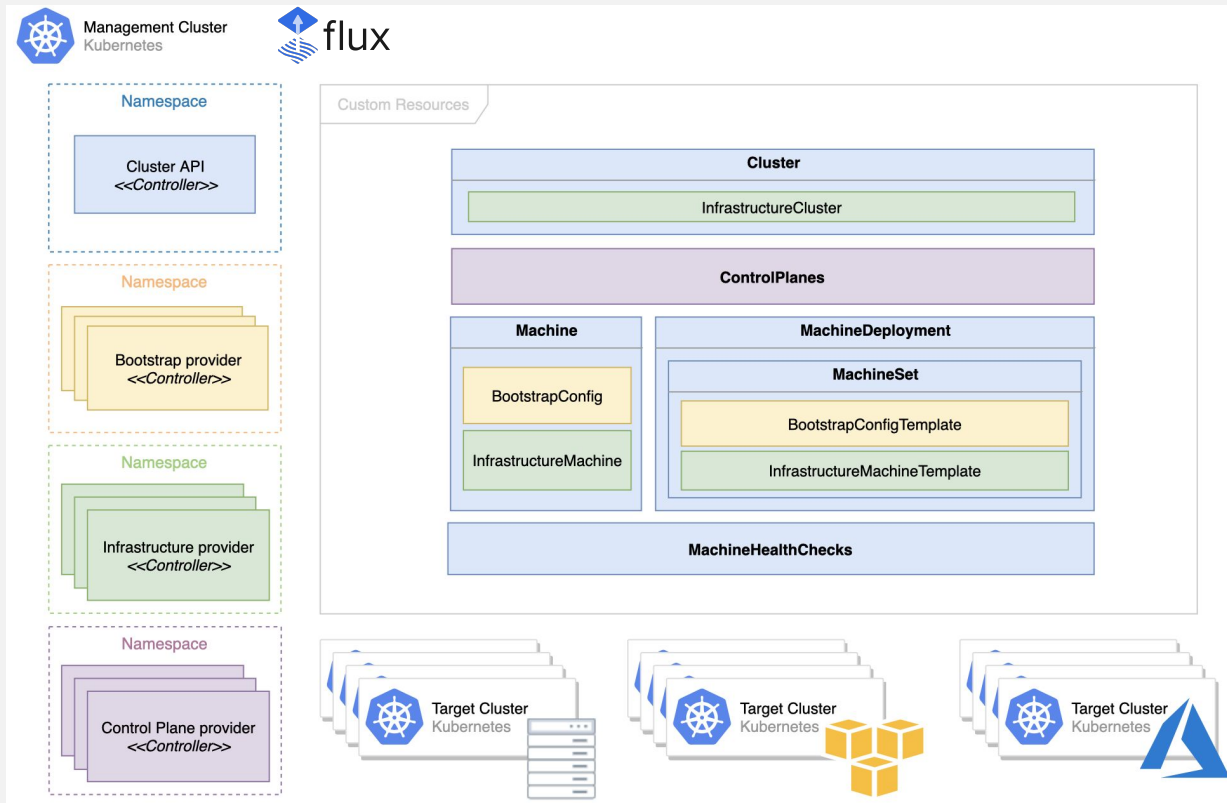 Management Cluster
Kubernetes
flux
Namespace
Cluster API
<<Controller>>
Namespace
Bootstrap provider
<<Controller>>
Namespace
Infrastructure provider
<<Controller>>
Namespace
Control Plane provider
<<Controller>>
Custom Resources
Cluster
InfrastructureCluster
ControlPlanes
Machine
BootstrapConfig
InfrastructureMachine
MachineDeployment
MachineSet
BootstrapConfigTemplate
InfrastructureMachineTemplate
MachineHealthChecks
Target Cluster
Kubernetes
Target Cluster
Kubernetes
Target Cluster
Kubernetes